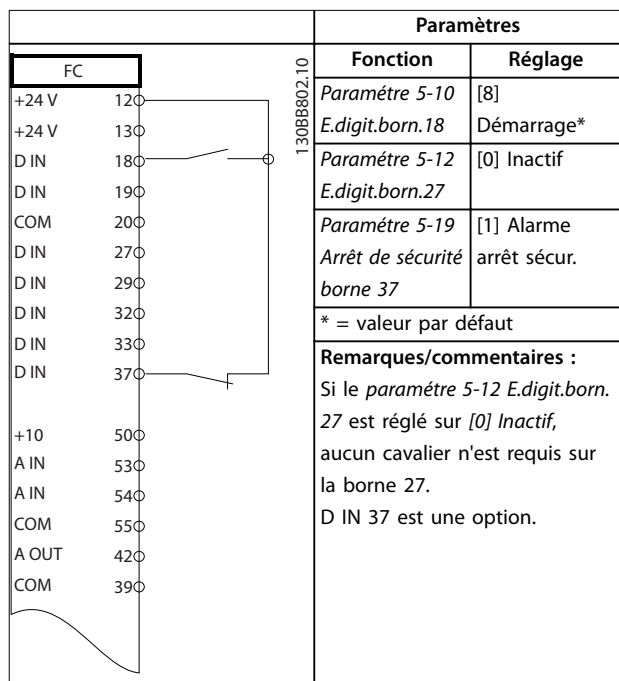 FC
+24 V 12
+24 V 13
D IN 18
D IN 19
COM 20
D IN 27
D IN 29
D IN 32
D IN 33
D IN 37
+10 50
A IN 53
A IN 54
COM 55
A OUT 42
COM 39
130BB802.10
Paramètres
Fonction Réglage
Paramétre 5-10 [8]
E.digit.born.18 Démarrage*
Paramétre 5-12 [0] Inactif
E.digit.born.27
Paramétre 5-19 [1] Alarme
Arrêt de sécurité arrêt sécur.
borne 37
* = valeur par défaut
Remarques/commentaires :
Si le paramétre 5-12 E.digit.born.
27 est réglé sur [0] Inactif,
aucun cavalier n'est requis sur
la borne 27.
D IN 37 est une option.